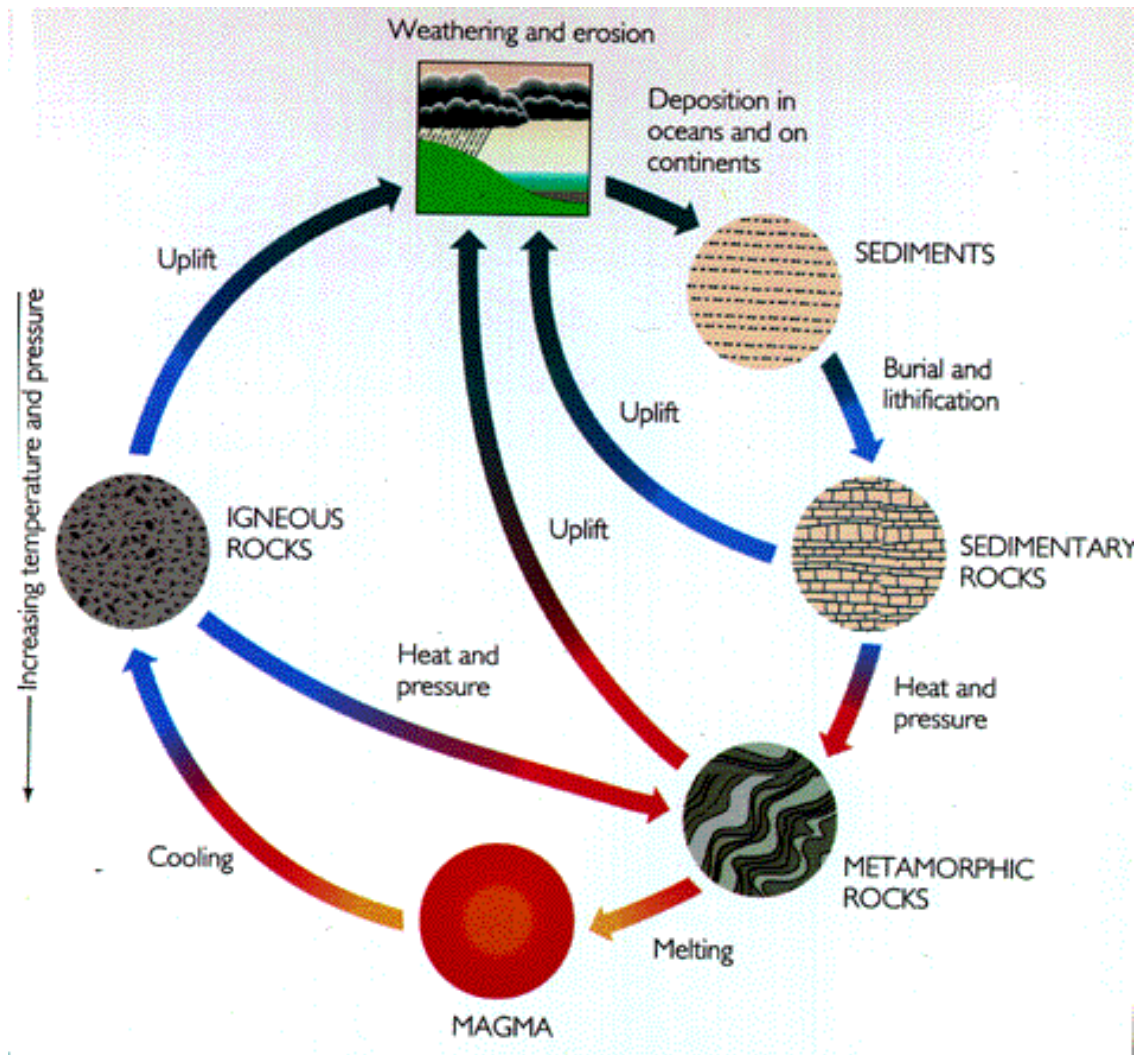 Weathering and erosion
Deposition in
oceans and on
continents
Uplift
SEDIMENTS
Increasing temperature and pressure
Burial and
lithification
Uplift
IGNEOUS
ROCKS
Uplift
SEDIMENTARY
ROCKS
Heat and
pressure
Heat and
pressure
Cooling
METAMORPHIC
ROCKS
Melting
MAGMA